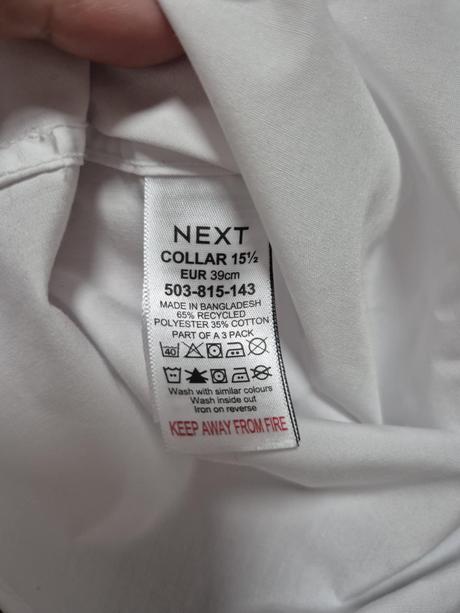 NEXT
COLLAR 15½
EUR 39cm
503-815-143
MADE IN BANGLADESH
65% RECYCLED
POLYESTER 35% COTTON
PART OF A 3 PACK
40
Wash with similar colours
Wash inside out
Iron on reverse
KEEP AWAY FROM FIRE